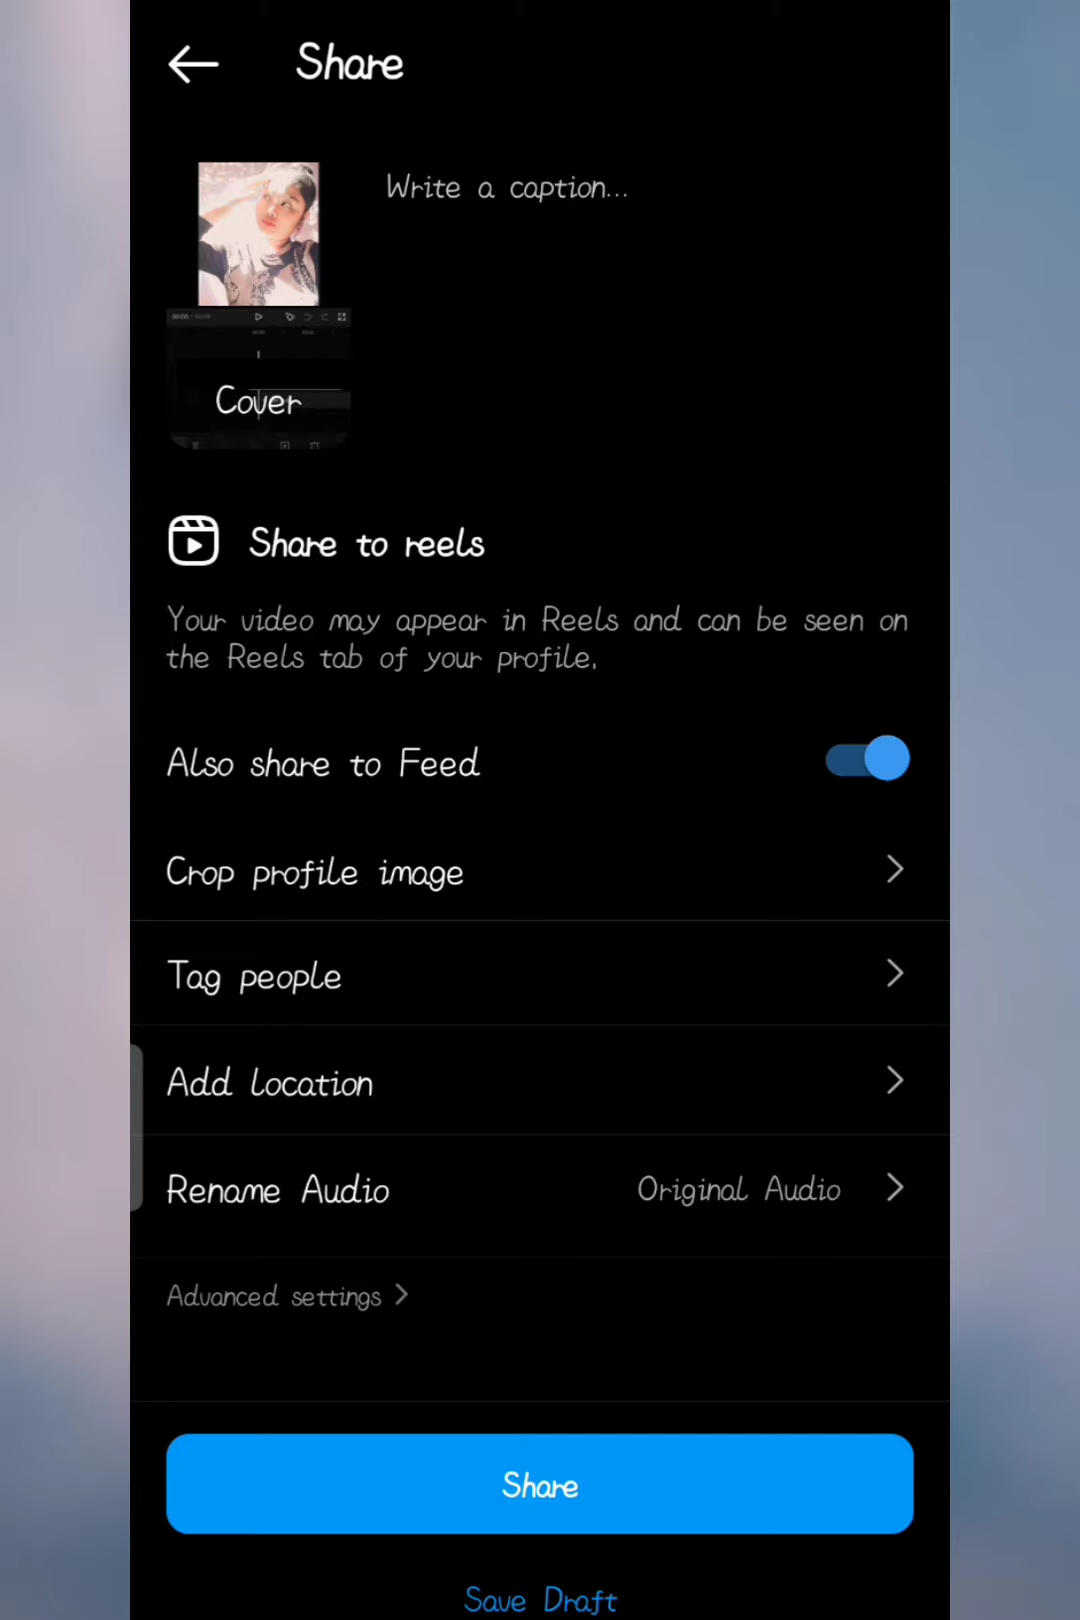 Share
Write a caption...
Cover
Share to reels
Your video may appear in Reels and can be seen on
the Reels tab of your profile.
Also share to Feed
Crop profile image
Tag people
Add location
Rename Audio Original Audio
Advanced settings
Share
Save Draft